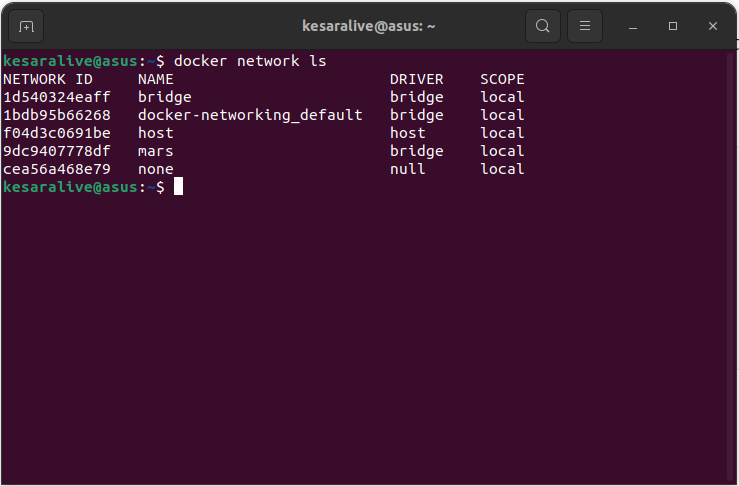 kesaralive@asus: ~
kesaralive@asus:~$ docker network ls
NETWORK ID     NAME                        DRIVER    SCOPE
1d540324eaff   bridge                      bridge    local
1bdb95b66268   docker-networking_default   bridge    local
f04d3c0691be   host                        host      local
9dc9407778df   mars                        bridge    local
cea56a468e79   none                        null      local
kesaralive@asus:~$